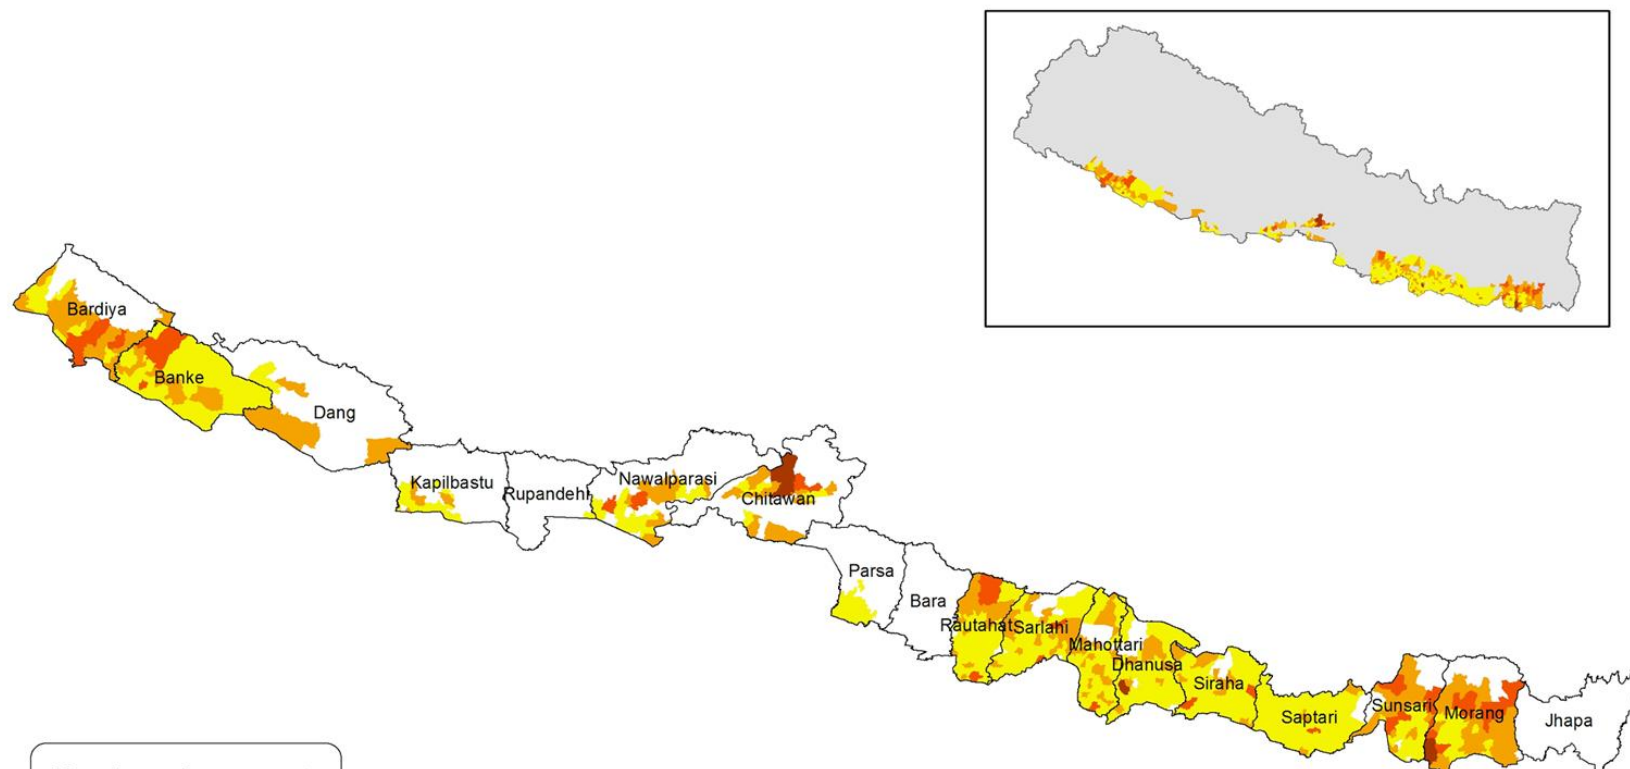 Bardiya
Banke
Dang
Kapilbastu
Rupandehi
Nawalparasi
Chitawan
Parsa
Bara
Rautahat
Sarlahi
Mahottari
Dhanusa
Siraha
Saptari
Sunsari
Morang
Jhapa